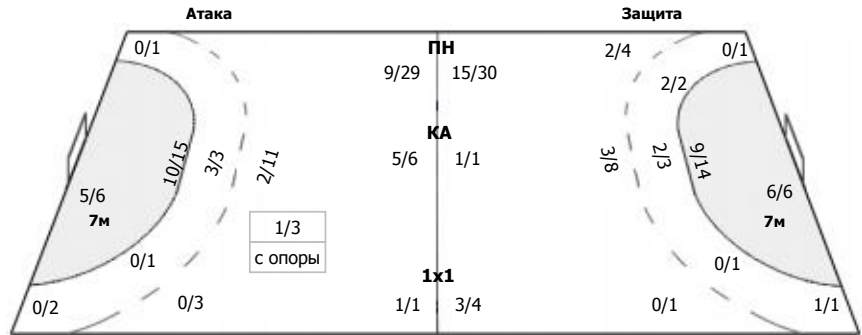 Атака Защита
0/1 ПН 2/4 0/1
9/29 15/30 2/2
КА
10/15 3/3 2/11 5/6 1/1 3/8 2/3 9/14
5/6 6/6
7м 7м
1/3
с опоры
0/1 0/1
1x1
0/2 0/3 1/1 3/4 0/1 1/1